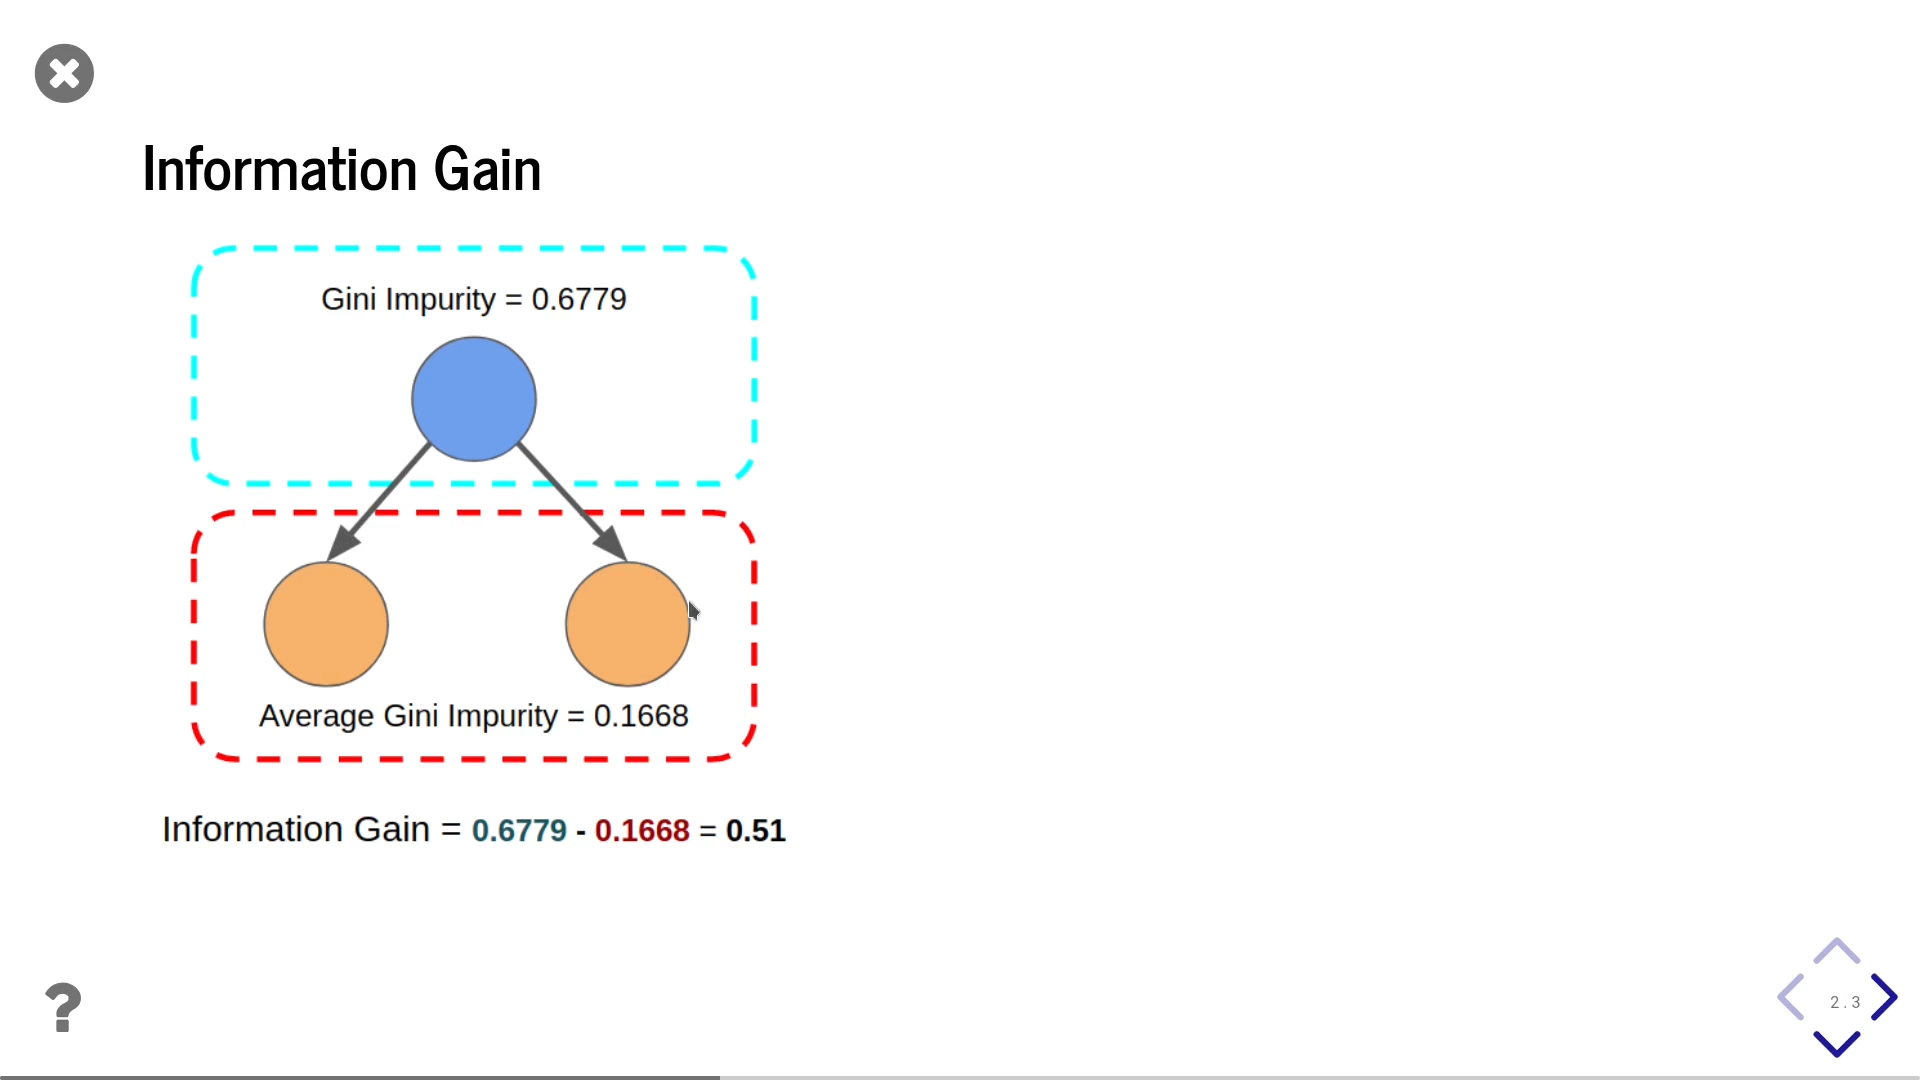 Information Gain
Gini Impurity = 0.6779
Average Gini Impurity = 0.1668
Information Gain = 0.6779 - 0.1668 = 0.51
?
2.3